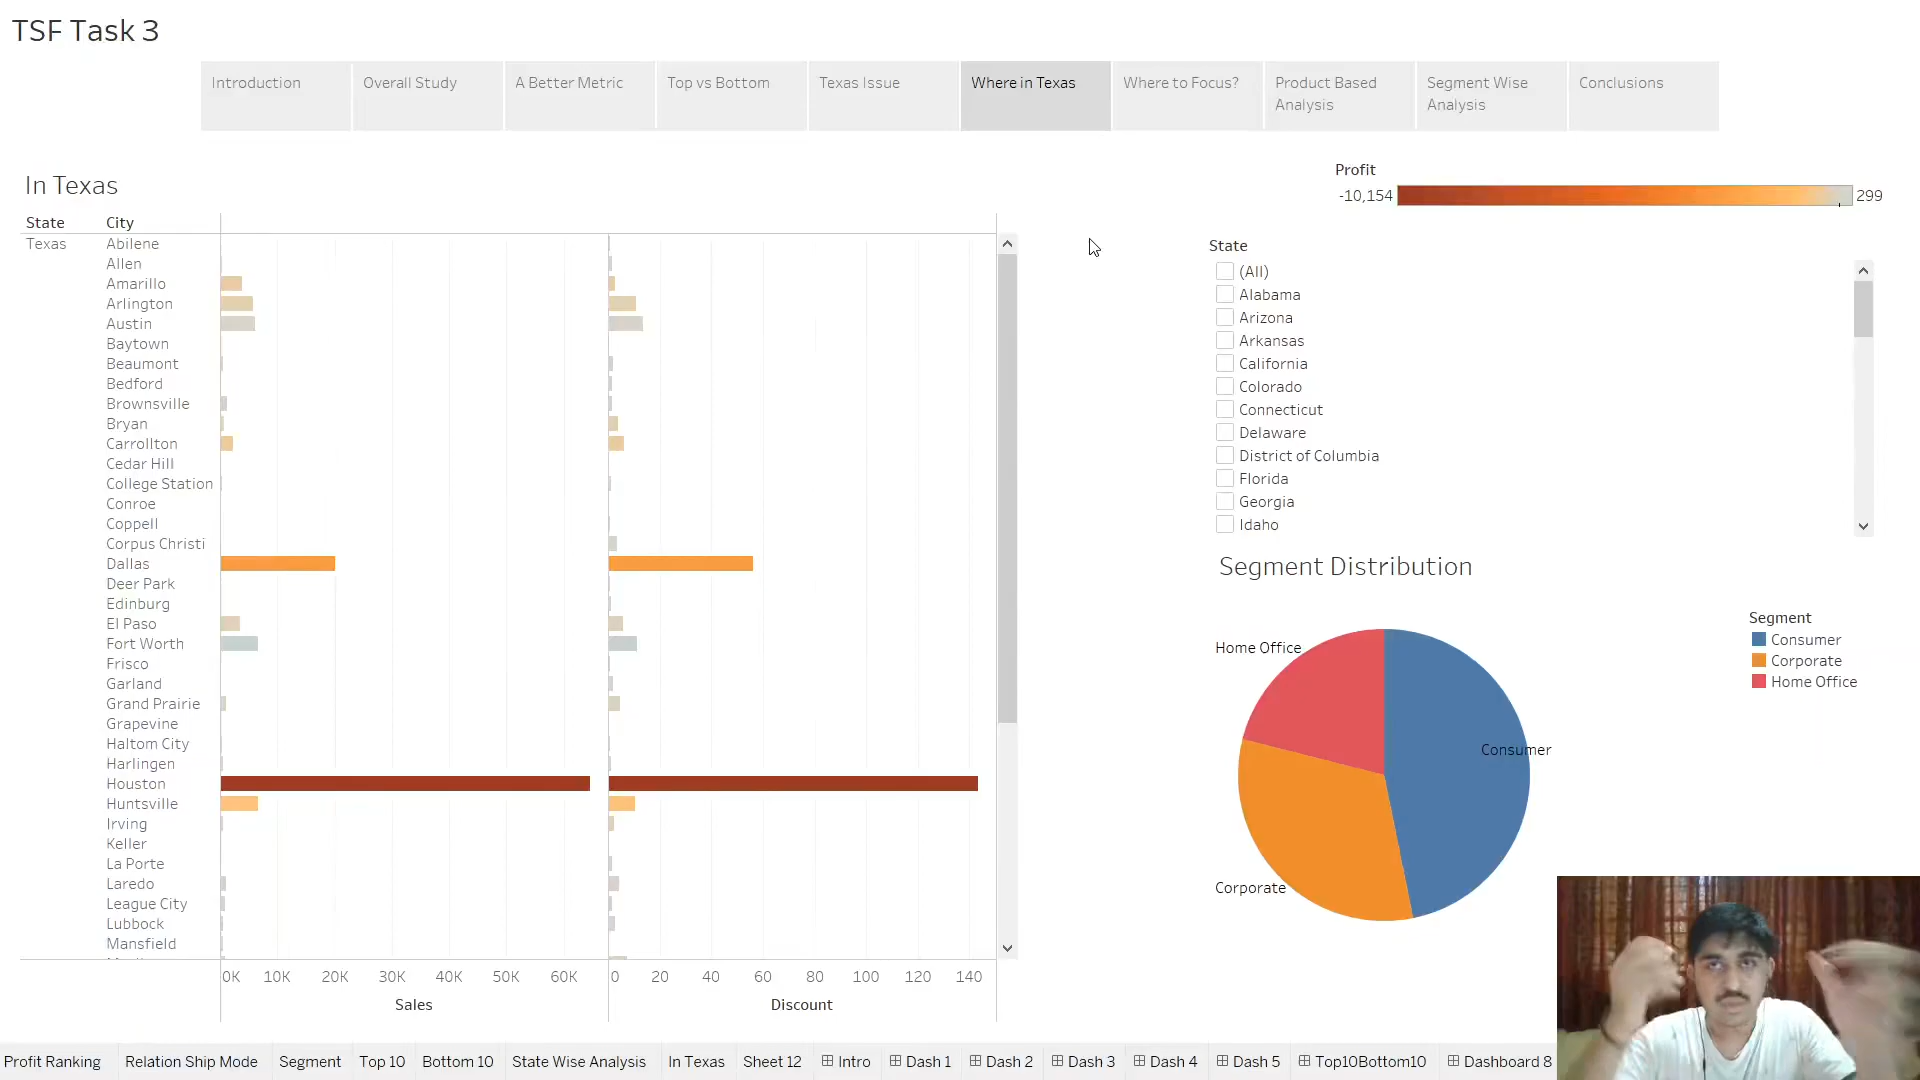 TSF Task 3
Introduction
Overall Study
A Better Metric
Top vs Bottom
Texas Issue
Where in Texas
Where to Focus?
Product Based
Analysis
Segment Wise
Analysis
Conclusions
In Texas
State
City
Texas
Abilene
Allen
Amarillo
Arlington
Austin
Baytown
Beaumont
Bedford
Brownsville
Bryan
Carrollton
Cedar Hill
College Station
Conroe
Coppell
Corpus Christi
Dallas
Deer Park
Edinburg
El Paso
Fort Worth
Frisco
Garland
Grand Prairie
Grapevine
Haltom City
Harlingen
Houston
Huntsville
Irving
Keller
La Porte
Laredo
League City
Lubbock
Mansfield
0K 10K 20K 30K 40K 50K 60K
Sales
0 20 40 60 80 100 120 140
Discount
Profit
-10,154 299
State
(All)
Alabama
Arizona
Arkansas
California
Colorado
Connecticut
Delaware
District of Columbia
Florida
Georgia
Idaho
Segment Distribution
Home Office
Consumer
Corporate
Segment
Consumer
Corporate
Home Office
Profit Ranking
Relation Ship Mode
Segment
Top 10
Bottom 10
State Wise Analysis
In Texas
Sheet 12
Intro
Dash 1
Dash 2
Dash 3
Dash 4
Dash 5
Top10Bottom10
Dashboard 8